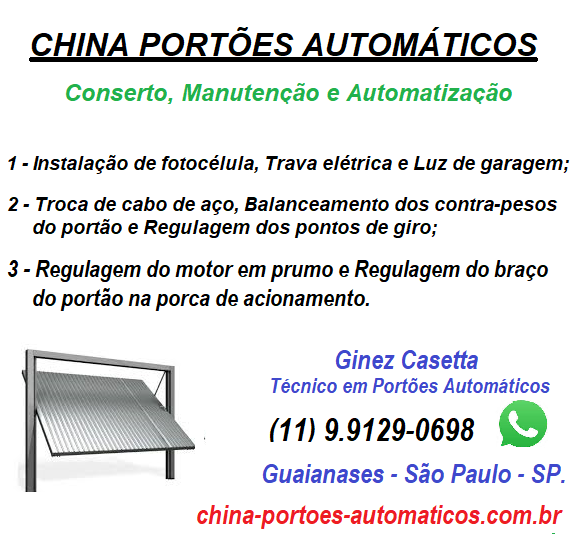 CHINA PORTÕES AUTOMÁTICOS
Conserto, Manutenção e Automatização
1 - Instalação de fotocélula, Trava elétrica e Luz de garagem;
2 - Troca de cabo de aço, Balanceamento dos contra-pesos
do portão e Regulagem dos pontos de giro;
3 - Regulagem do motor em prumo e Regulagem do braço
do portão na porca de acionamento.
Ginez Casetta
Técnico em Portões Automáticos
(11) 9.9129-0698
Guaianases - São Paulo - SP.
china-portoes-automaticos.com.br